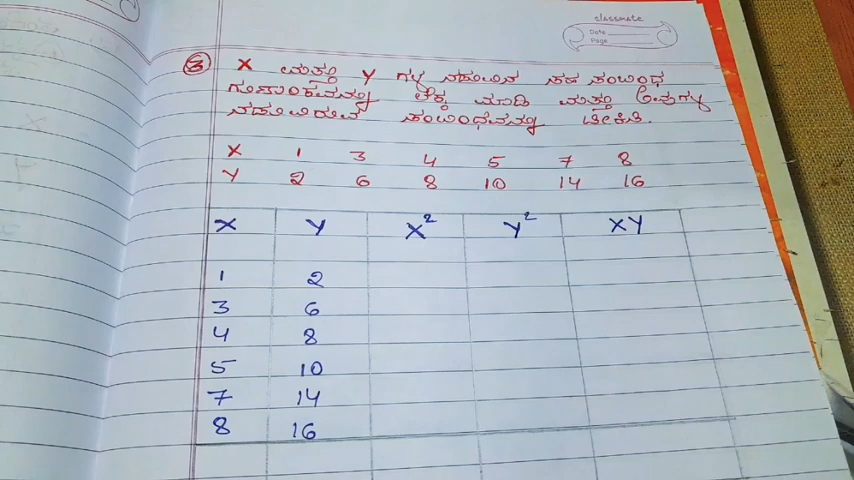 classmate
Date
Page
③ X ಮತ್ತು Y ಗಳ ನಡುವಿನ ಸಹ ಸಂಬಂಧ
ಗುಣಾಂಕವನ್ನು ಲೆಕ್ಕ ಮಾಡಿ ಮತ್ತು ಅವುಗಳ
ನಡುವಿರುವ ಸಂಬಂಧವನ್ನು ಚರ್ಚಿಸಿ.
X 1 3 4 5 7 8
Y 2 6 8 10 14 16
X Y X² Y² XY
1 2
3 6
4 8
5 10
7 14
8 16